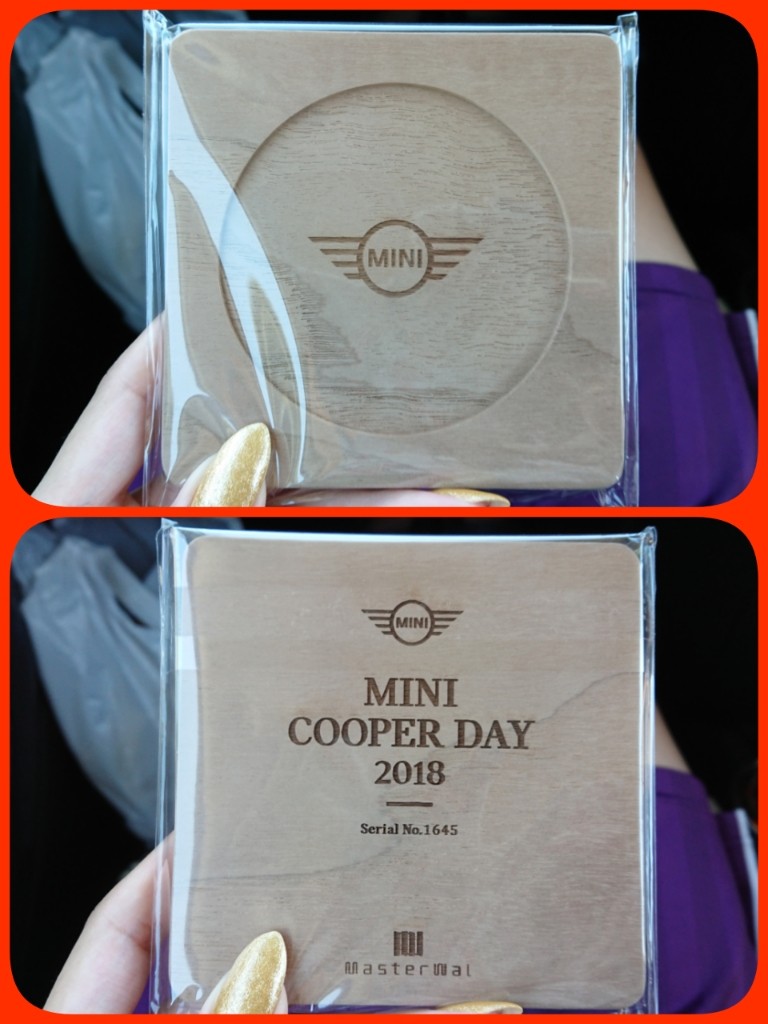 MINI
MINI
MINI
COOPER DAY
2018
Serial No.1645
MasterWal